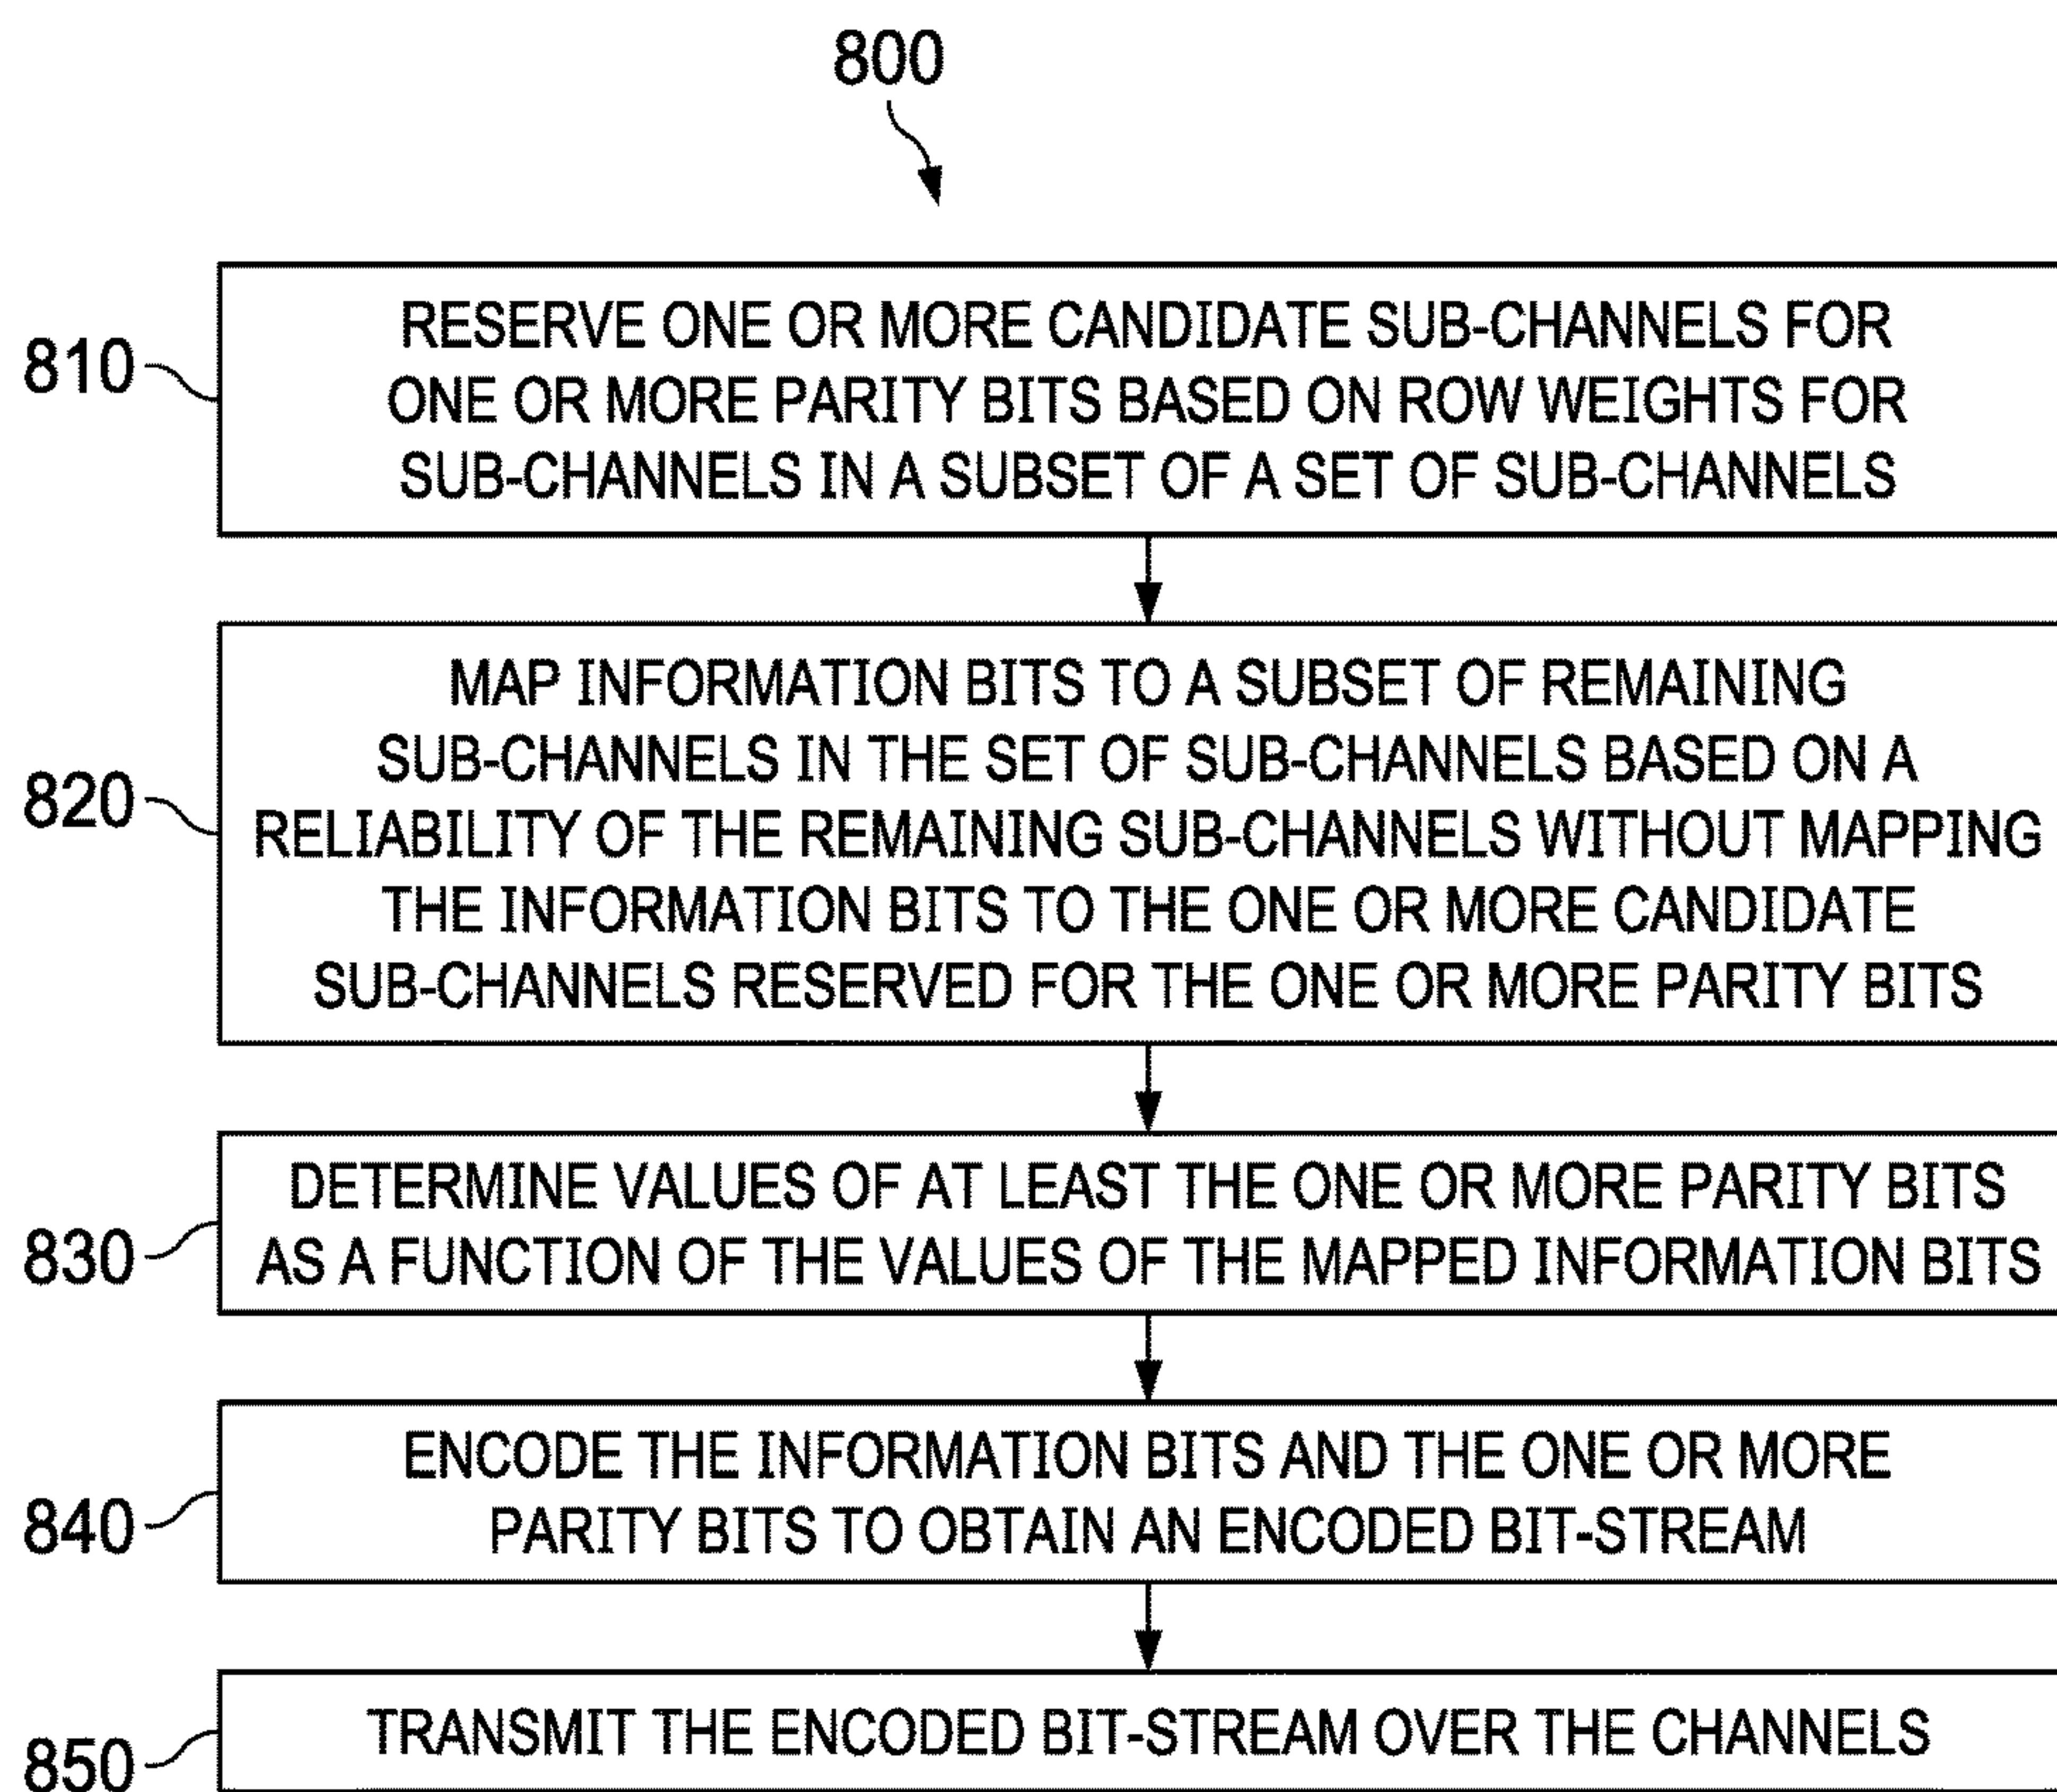 800
810
RESERVE ONE OR MORE CANDIDATE SUB-CHANNELS FOR
ONE OR MORE PARITY BITS BASED ON ROW WEIGHTS FOR
SUB-CHANNELS IN A SUBSET OF A SET OF SUB-CHANNELS
820
MAP INFORMATION BITS TO A SUBSET OF REMAINING
SUB-CHANNELS IN THE SET OF SUB-CHANNELS BASED ON A
RELIABILITY OF THE REMAINING SUB-CHANNELS WITHOUT MAPPING
THE INFORMATION BITS TO THE ONE OR MORE CANDIDATE
SUB-CHANNELS RESERVED FOR THE ONE OR MORE PARITY BITS
830
DETERMINE VALUES OF AT LEAST THE ONE OR MORE PARITY BITS
AS A FUNCTION OF THE VALUES OF THE MAPPED INFORMATION BITS
840
ENCODE THE INFORMATION BITS AND THE ONE OR MORE
PARITY BITS TO OBTAIN AN ENCODED BIT-STREAM
850
TRANSMIT THE ENCODED BIT-STREAM OVER THE CHANNELS